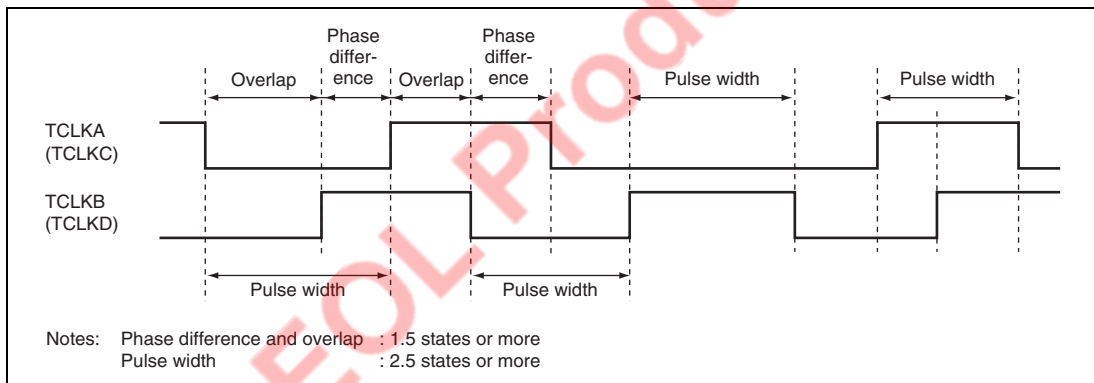 Phase differ-ence
Phase differ-ence
Overlap
Overlap
Pulse width
Pulse width
TCLKA
(TCLKC)
TCLKB
(TCLKD)
Pulse width
Pulse width
Notes: Phase difference and overlap : 1.5 states or more
Pulse width : 2.5 states or more
EOL Produ